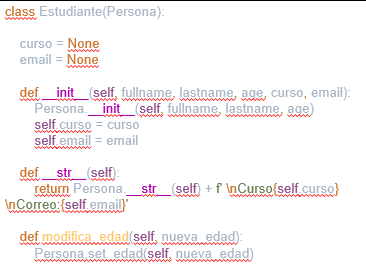 class Estudiante(Persona):
curso = None
email = None
def __init__(self, fullname, lastname, age, curso, email):
Persona.__init__(self, fullname, lastname, age)
self.curso = curso
self.email = email
def __str__(self):
return Persona.__str__(self) + f' \nCurso{self.curso}
\nCorreo:{self.email}'
def modifica_edad(self, nueva_edad):
Persona.set_edad(self, nueva_edad)